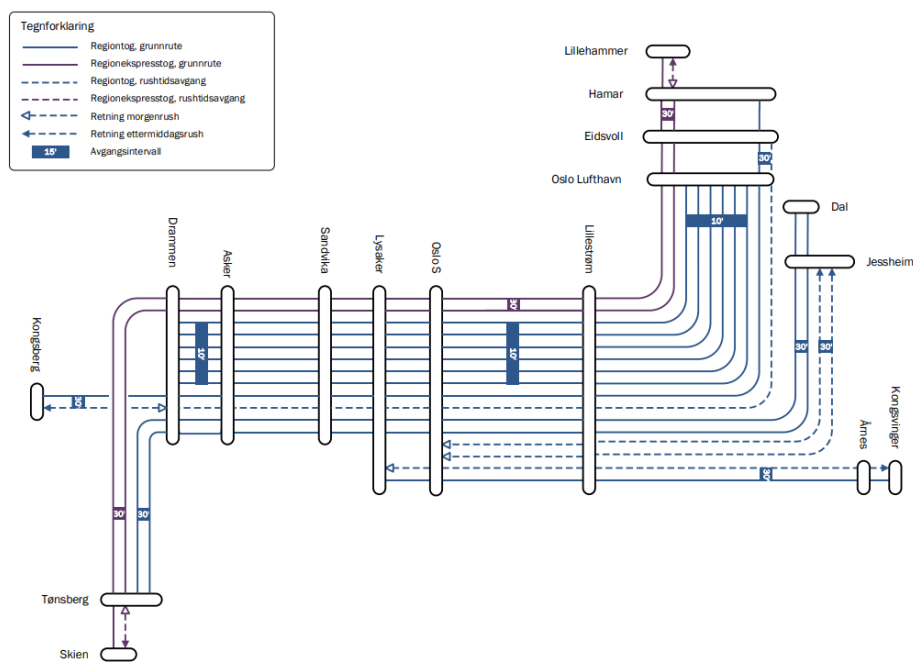 Tegnforklaring
Regiontog, grunnrute
Regionekspresstog, grunnrute
Regiontog, rushtidsavgang
Regionekspresstog, rushtidsavgang
Retning morgenrush
Retning ettermiddagsrush
15'
Avgangsintervall
Lillehammer
Hamar
30'
Eidsvoll
30'
Oslo Lufthavn
10'
Dal
Jessheim
Drammen
Asker
Sandvika
Lysaker
Oslo S
Lillestrøm
30'
10'
10'
30'
30'
Kongsberg
30'
Årnes
Kongsvinger
30'
30'
30'
Tønsberg
Skien